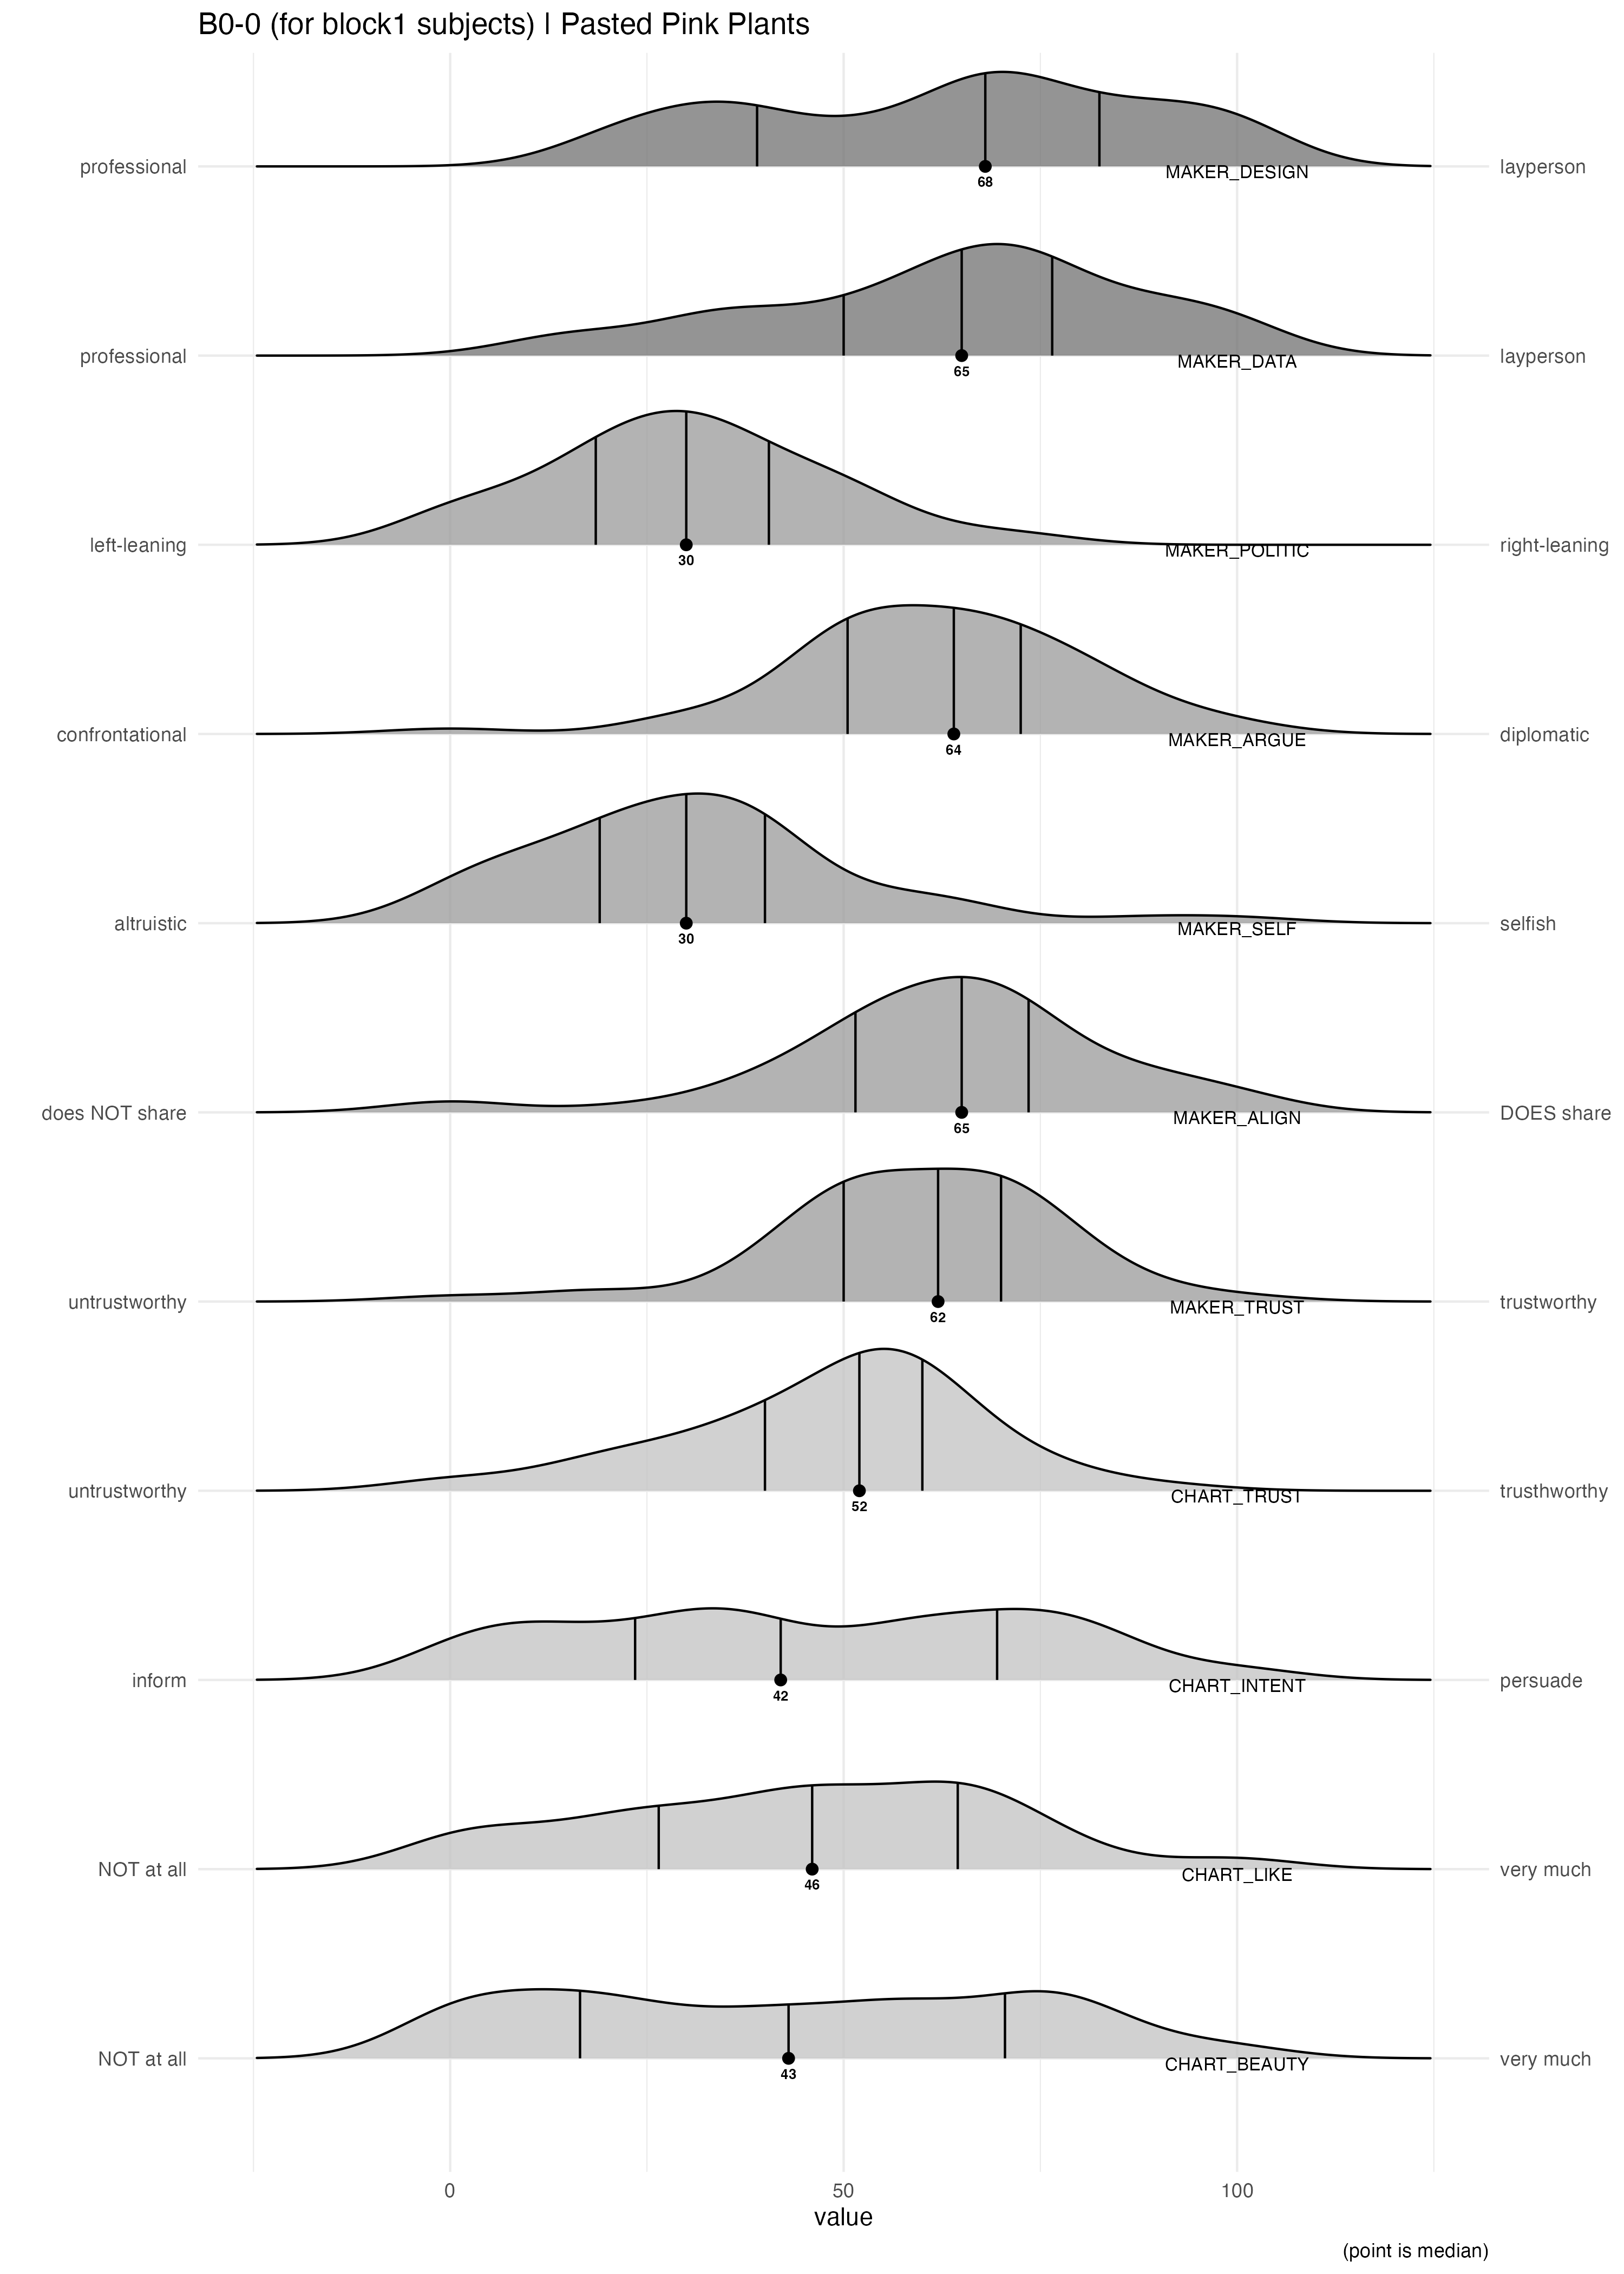 B0-0 (for block1 subjects) | Pasted Pink Plants
professional MAKER_DESIGN layperson
68
professional MAKER_DATA layperson
65
left-leaning MAKER_POLITIC right-leaning
30
confrontational MAKER_ARGUE diplomatic
64
altruistic MAKER_SELF selfish
30
does NOT share MAKER_ALIGN DOES share
65
untrustworthy MAKER_TRUST trustworthy
62
untrustworthy CHART_TRUST trusthworthy
52
inform CHART_INTENT persuade
42
NOT at all CHART_LIKE very much
46
NOT at all CHART_BEAUTY very much
43
0 50 100
value
(point is median)